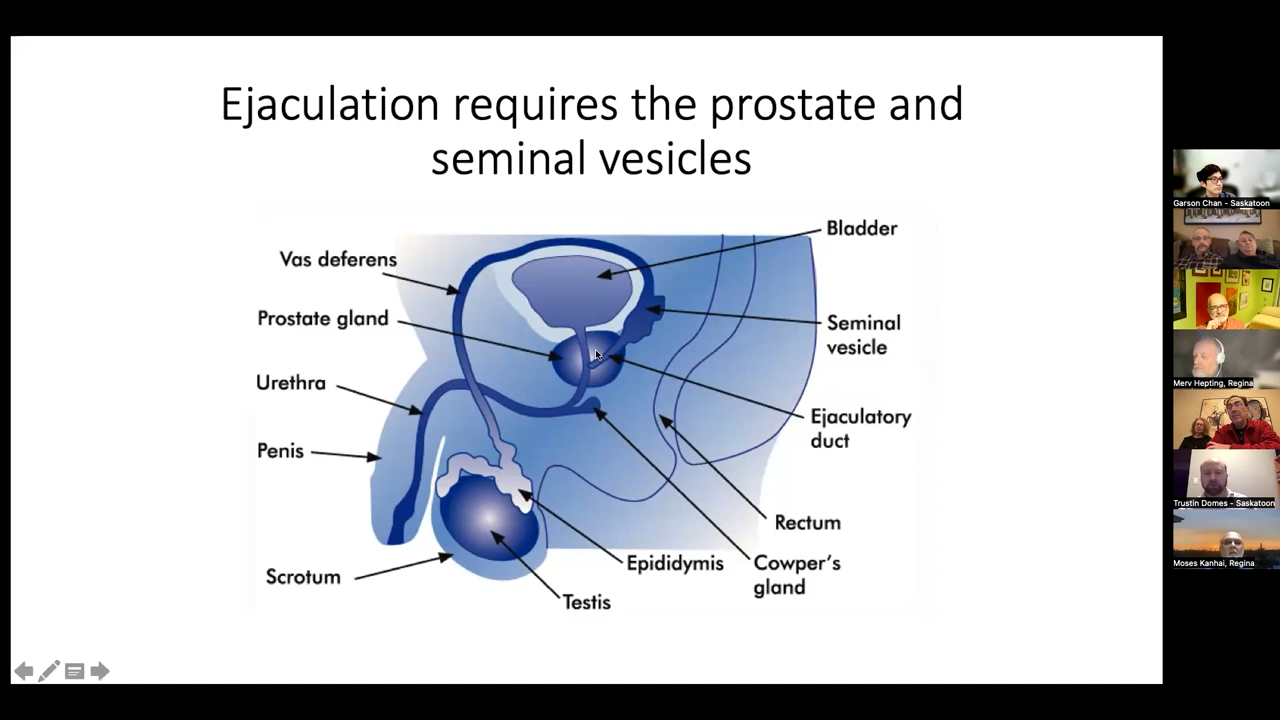 Ejaculation requires the prostate and
seminal vesicles
Vas deferens
Prostate gland
Urethra
Penis
Scrotum
Bladder
Seminal
vesicle
Ejaculatory
duct
Rectum
Cowper's
gland
Epididymis
Testis
Garson Chan - Saskatoon
Merv Hepting, Regina
Trustin Domes - Saskatoon
Moses Kanhai, Regina